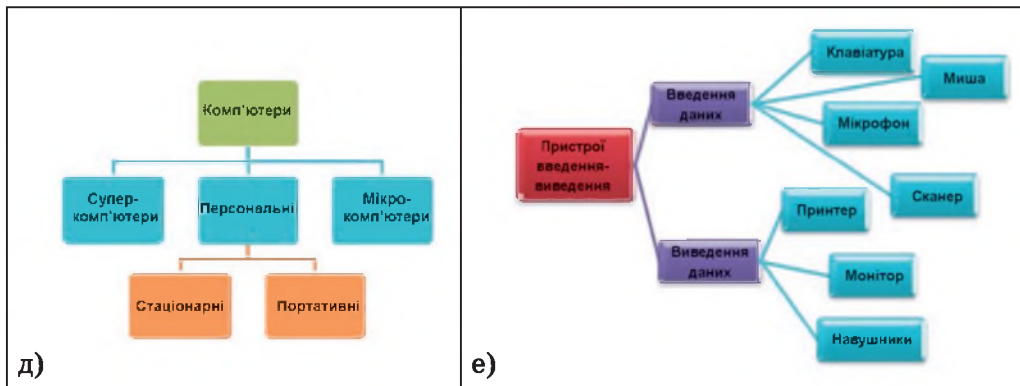 Комп'ютери
Супер-
комп'ютери
Персональні
Мікро-
комп'ютери
Стаціонарні
Портативні
д)
Пристрої
введення-
виведення
Введення
даних
Клавіатура
Миша
Мікрофон
Сканер
Виведення
даних
Принтер
Монітор
Навушники
е)